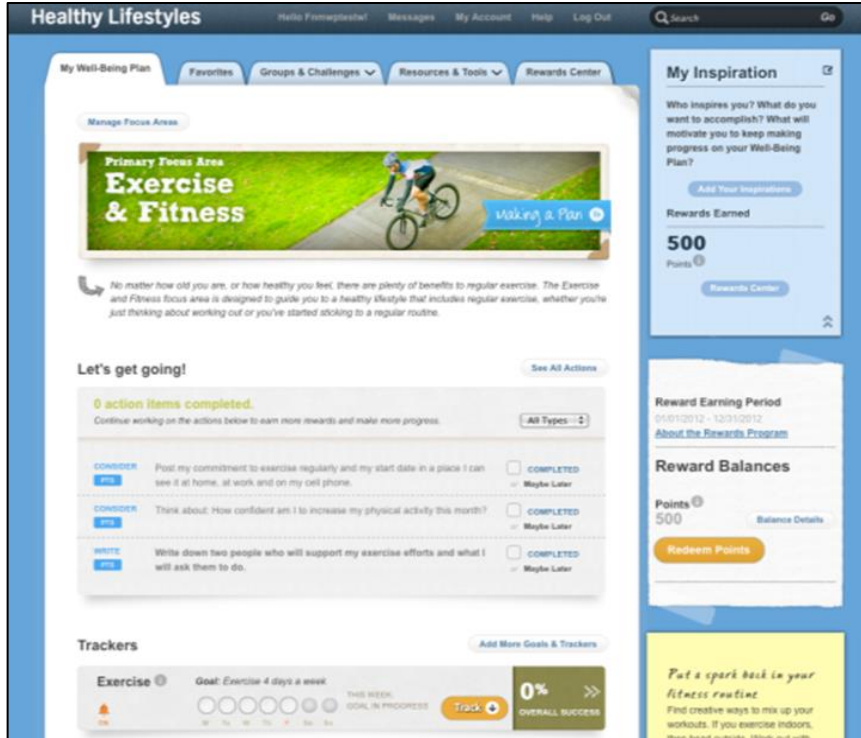 Healthy Lifestyles
Messages My Account Help Log Out
Search Go
My Well-Being Plan Favorites Groups & Challenges Resources & Tools Rewards Center
Manage Focus Areas
Primary Focus Area
Exercise
& Fitness
Making a Plan
No matter how old you are, or how healthy you feel, there are plenty of benefits to regular exercise. The Exercise
and Fitness focus area is designed to guide you to a healthy lifestyle that includes regular exercise, whether you're
just thinking about working out or you've started sticking to a regular routine.
Let's get going!
See All Actions
0 action items completed.
Continue working on the actions below to earn more rewards and make more progress.
All Types
CONSIDER
PTS
Post my commitment to exercise regularly and my start date in a place I can
see it at home, at work and on my cell phone.
COMPLETED
or Maybe Later
CONSIDER
PTS
Think about: How confident am I to increase my physical activity this month?
COMPLETED
or Maybe Later
WRITE
PTS
Write down two people who will support my exercise efforts and what I
will ask them to do.
COMPLETED
or Maybe Later
Trackers
Add More Goals & Trackers
Exercise
ON
Goal: Exercise 4 days a week
M Tu W Th F Sa Su
THIS WEEK:
GOAL IN PROGRESS
Track
0%
OVERALL SUCCESS
My Inspiration
Who inspires you? What do you
want to accomplish? What will
motivate you to keep making
progress on your Well-Being
Plan?
Add Your Inspirations
Rewards Earned
500
Points
Rewards Center
Reward Earning Period
01/01/2012 - 12/31/2012
About the Rewards Program
Reward Balances
Points
500
Balance Details
Redeem Points
Put a spark back in your
fitness routine
Find creative ways to mix up your
workouts. If you exercise indoors,